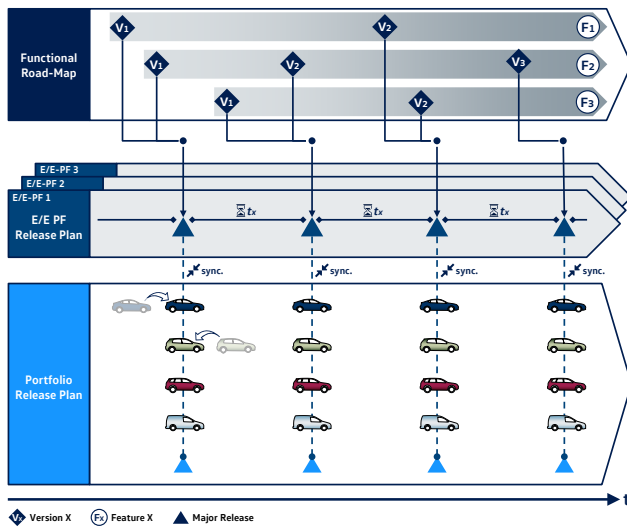 V1
V2
F1
Functional
Road-Map
V1
V2
V3
F2
V1
V2
F3
E/E-PF 3
E/E-PF 2
E/E-PF 1
E/E PF
Release Plan
tx
tx
tx
sync.
sync.
sync.
sync.
Portfolio
Release Plan
t
Vx Version X
Fx Feature X
Major Release